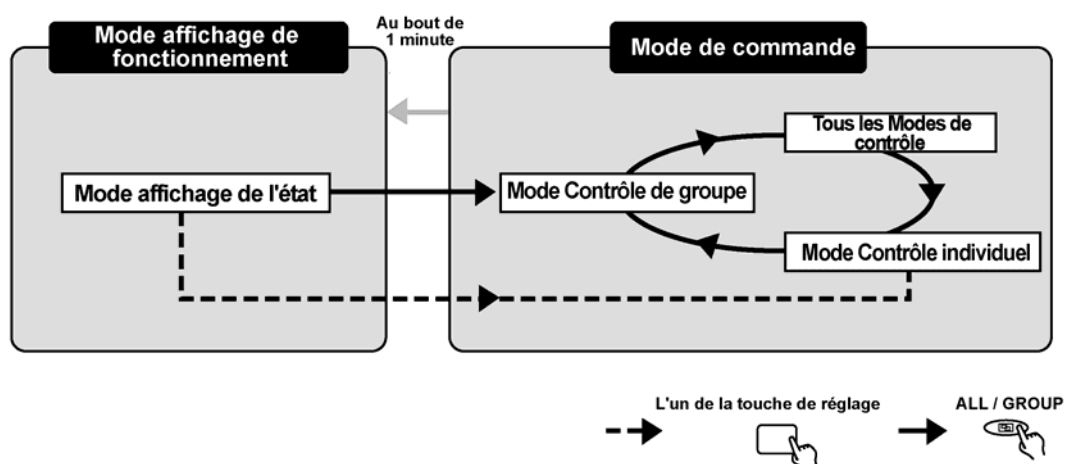 Mode affichage de
fonctionnement
Au bout de
1 minute
Mode de commande
Tous les Modes de
contrôle
Mode affichage de l'état
Mode Contrôle de groupe
Mode Contrôle individuel
L'un de la touche de réglage
ALL / GROUP